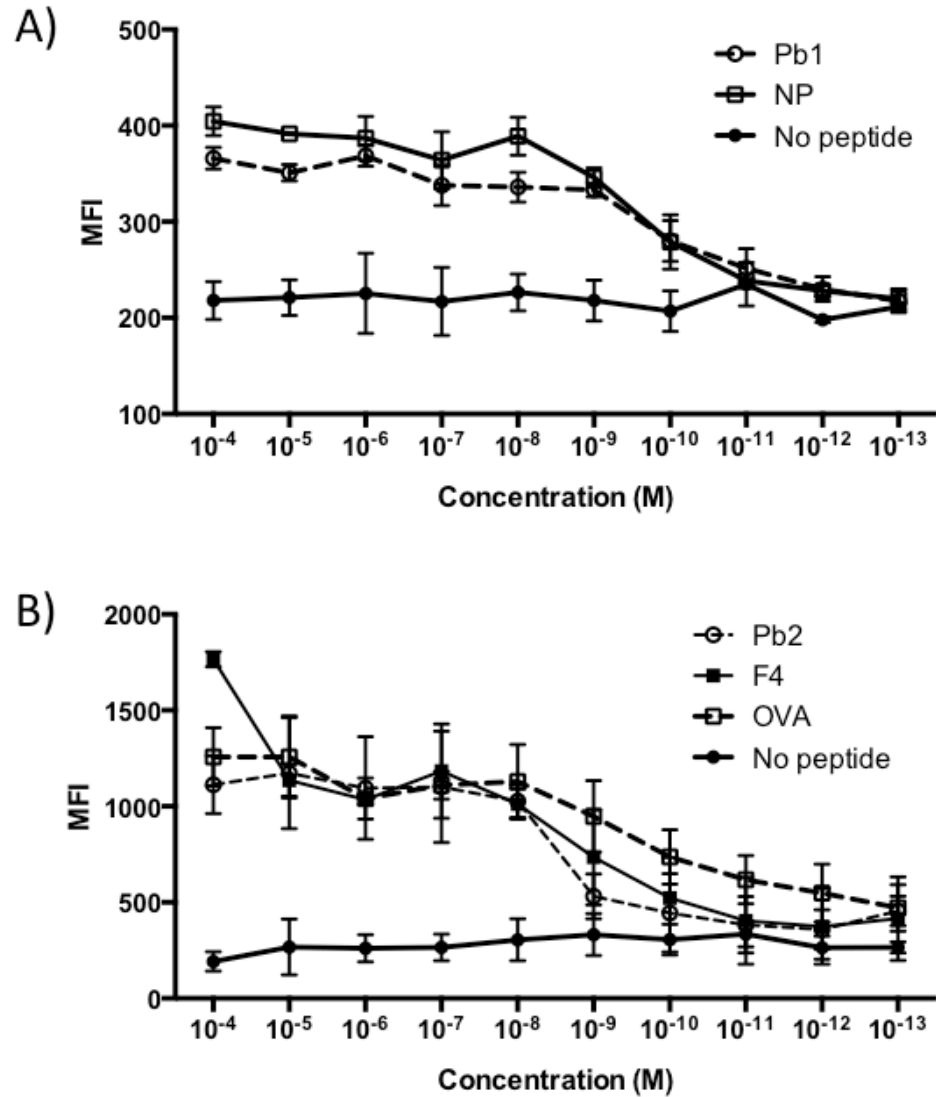 A)
500
400
300
200
100
MFI
Pb1
NP
No peptide
10-4 10-5 10-6 10-7 10-8 10-9 10-10 10-11 10-12 10-13
Concentration (M)
B)
2000
1500
1000
500
0
MFI
Pb2
F4
OVA
No peptide
10-4 10-5 10-6 10-7 10-8 10-9 10-10 10-11 10-12 10-13
Concentration (M)